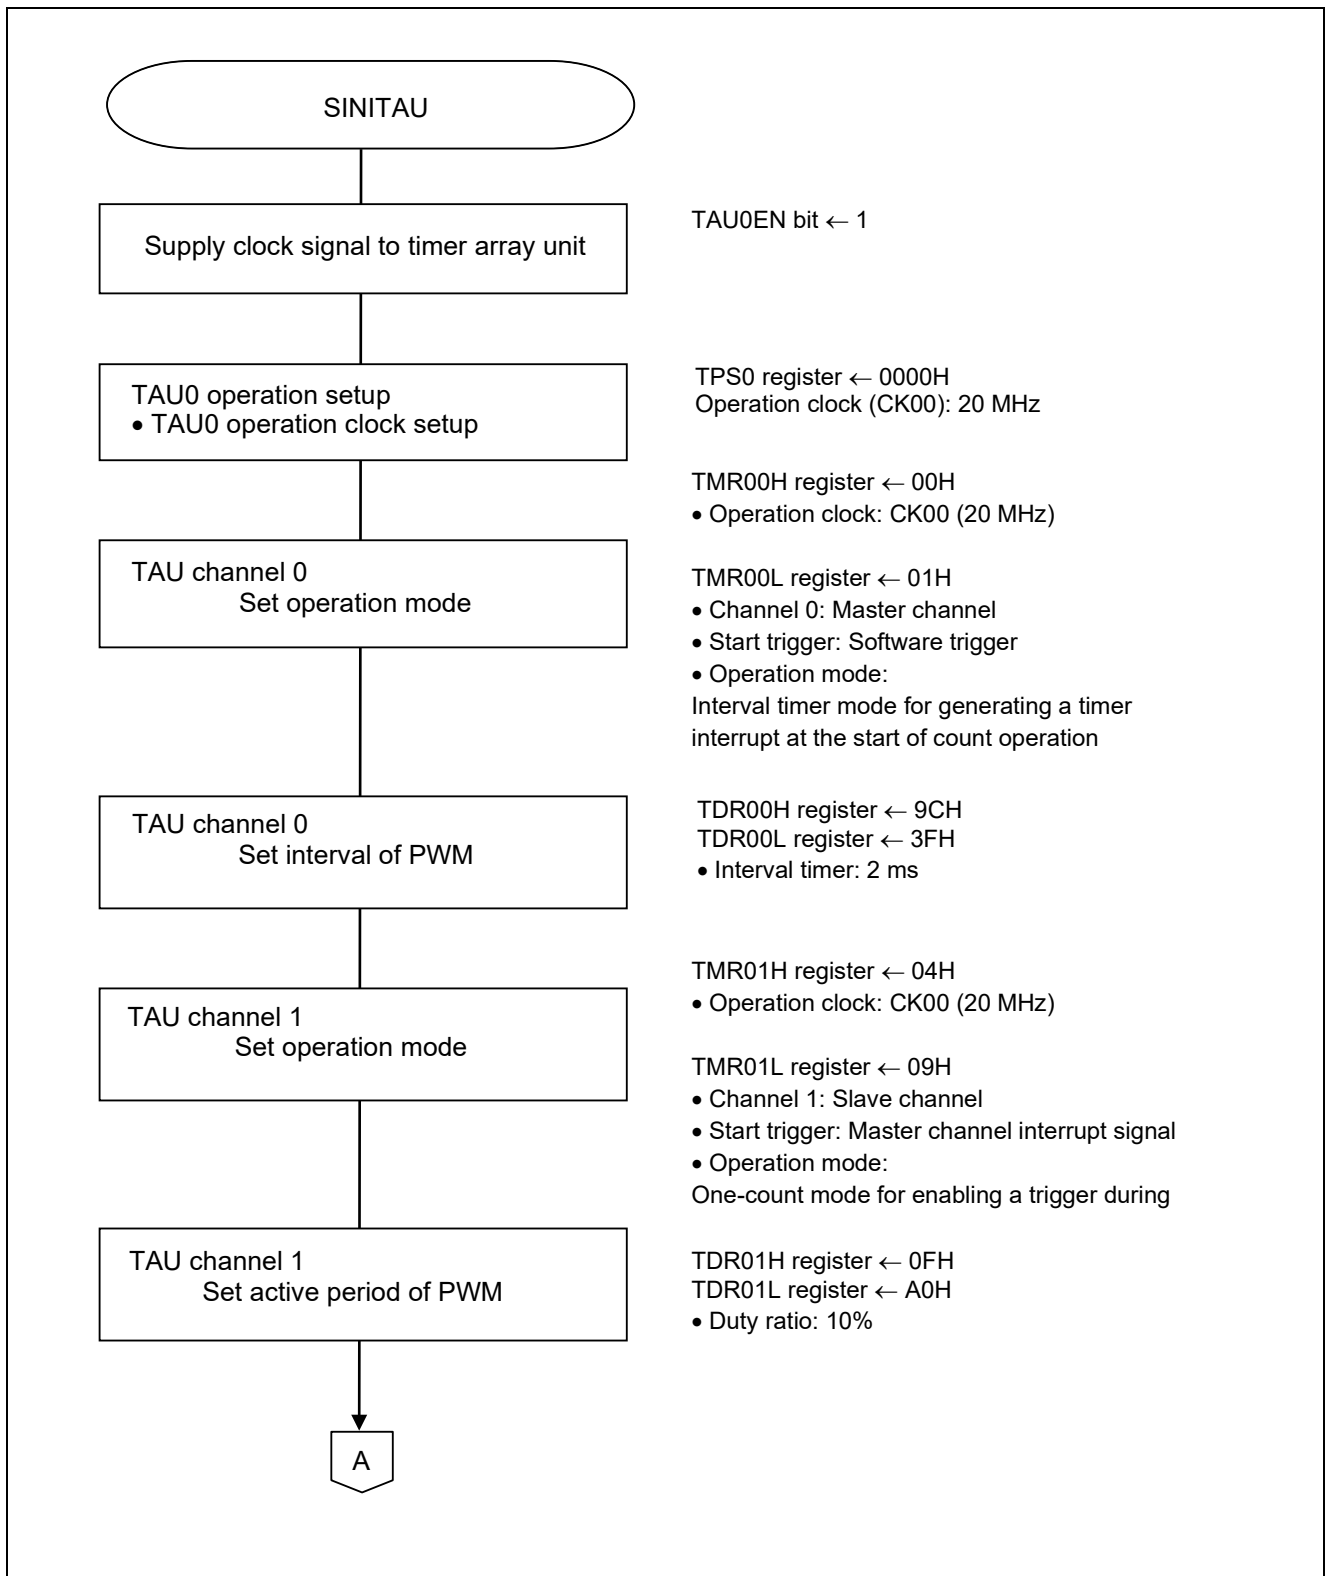 SINITAU
Supply clock signal to timer array unit
TAU0EN bit ← 1
TAU0 operation setup
• TAU0 operation clock setup
TPS0 register ← 0000H
Operation clock (CK00): 20 MHz
TAU channel 0
Set operation mode
TMR00H register ← 00H
• Operation clock: CK00 (20 MHz)
TMR00L register ← 01H
• Channel 0: Master channel
• Start trigger: Software trigger
• Operation mode:
Interval timer mode for generating a timer
interrupt at the start of count operation
TAU channel 0
Set interval of PWM
TDR00H register ← 9CH
TDR00L register ← 3FH
• Interval timer: 2 ms
TAU channel 1
Set operation mode
TMR01H register ← 04H
• Operation clock: CK00 (20 MHz)
TMR01L register ← 09H
• Channel 1: Slave channel
• Start trigger: Master channel interrupt signal
• Operation mode:
One-count mode for enabling a trigger during
TAU channel 1
Set active period of PWM
TDR01H register ← 0FH
TDR01L register ← A0H
• Duty ratio: 10%
A